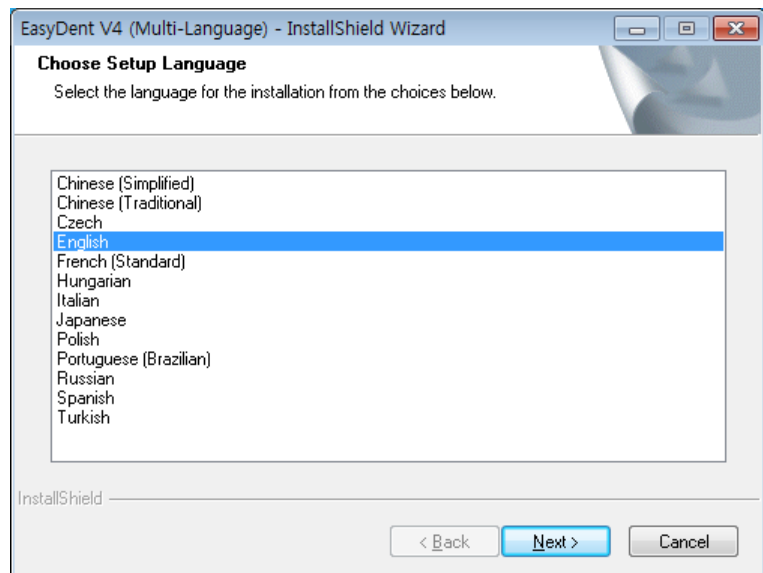 EasyDent V4 (Multi-Language) - InstallShield Wizard
Choose Setup Language
Select the language for the installation from the choices below.
Chinese (Simplified)
Chinese (Traditional)
Czech
English
French (Standard)
Hungarian
Italian
Japanese
Polish
Portuguese (Brazilian)
Russian
Spanish
Turkish
InstallShield
< Back Next > Cancel